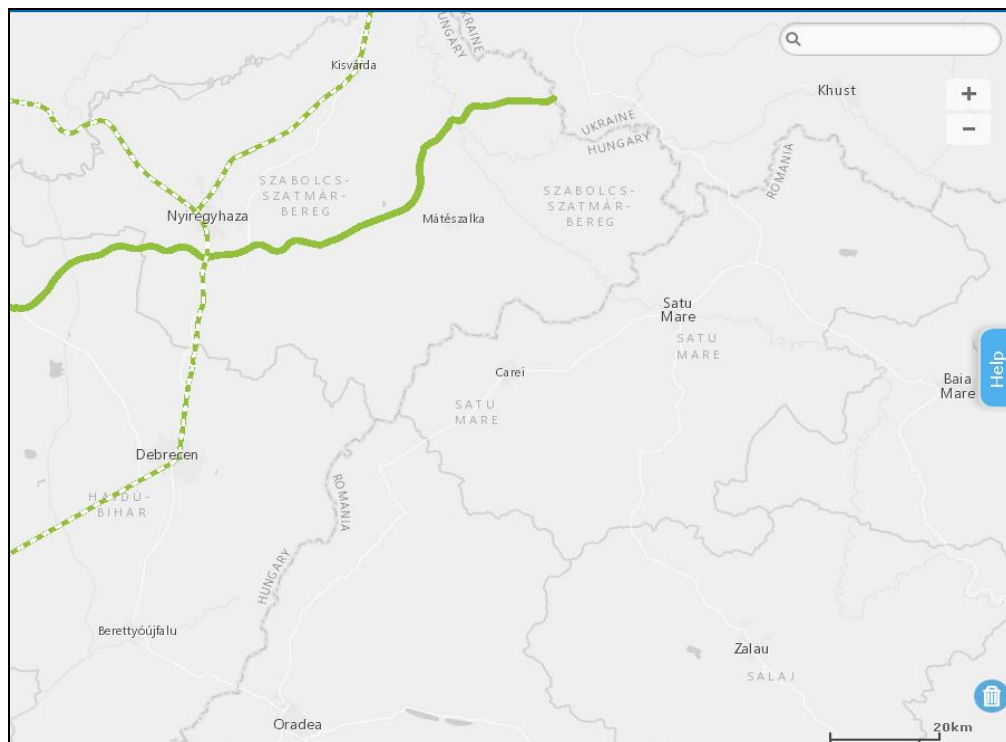 UKRAINE
HUNGARY
Kisvárda
Khust
UKRAINE
HUNGARY
ROMANIA
SZABOLCS-
SZATMÁR-
BEREG
SZABOLCS-
SZATMÁR-
BEREG
Nyíregyhaza
Mátészalka
Satu
Mare
SATU
MARE
Help
Carei
Baia
Mare
SATU
MARE
Debrecen
HAJDÚ-
BIHAR
ROMANIA
HUNGARY
Berettyóújfalu
Zalau
SALAJ
Oradea
20km